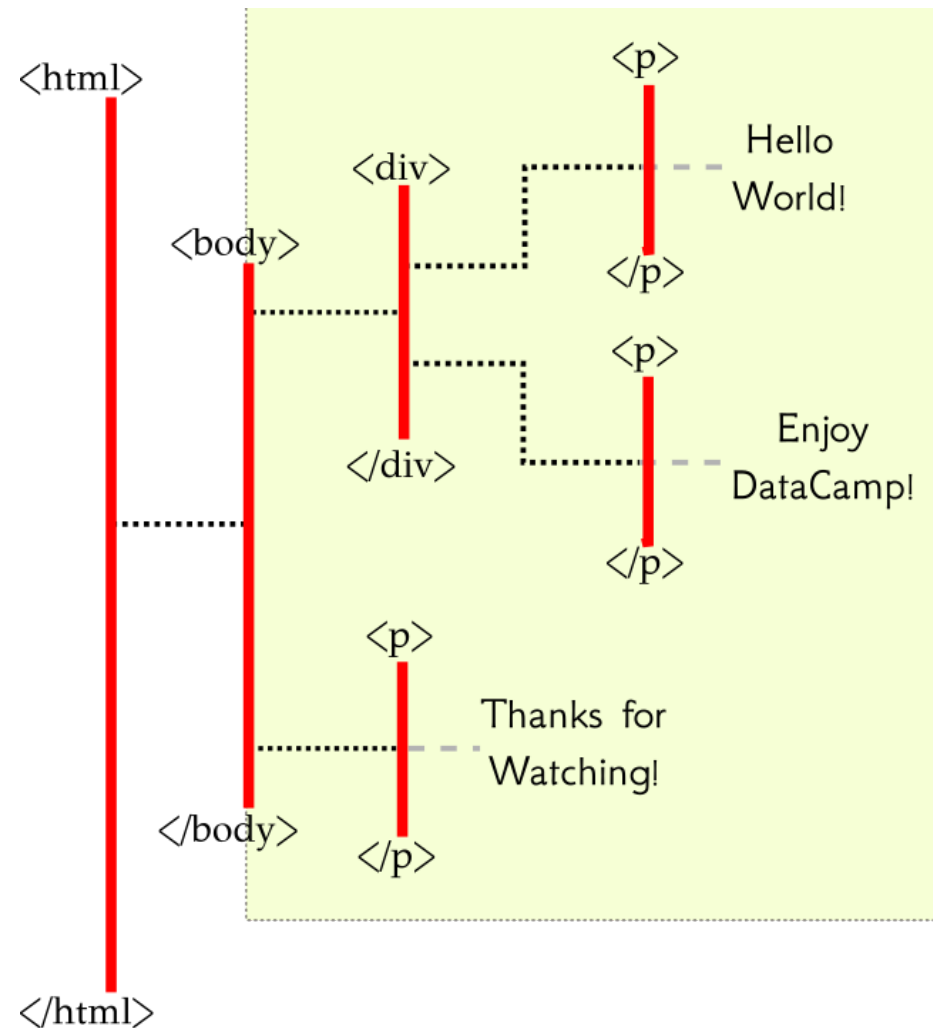 <html>
<body>
<div>
<p>
Hello
World!
</p>
<p>
Enjoy
DataCamp!
</p>
</div>
<p>
Thanks for
Watching!
</p>
</body>
</html>